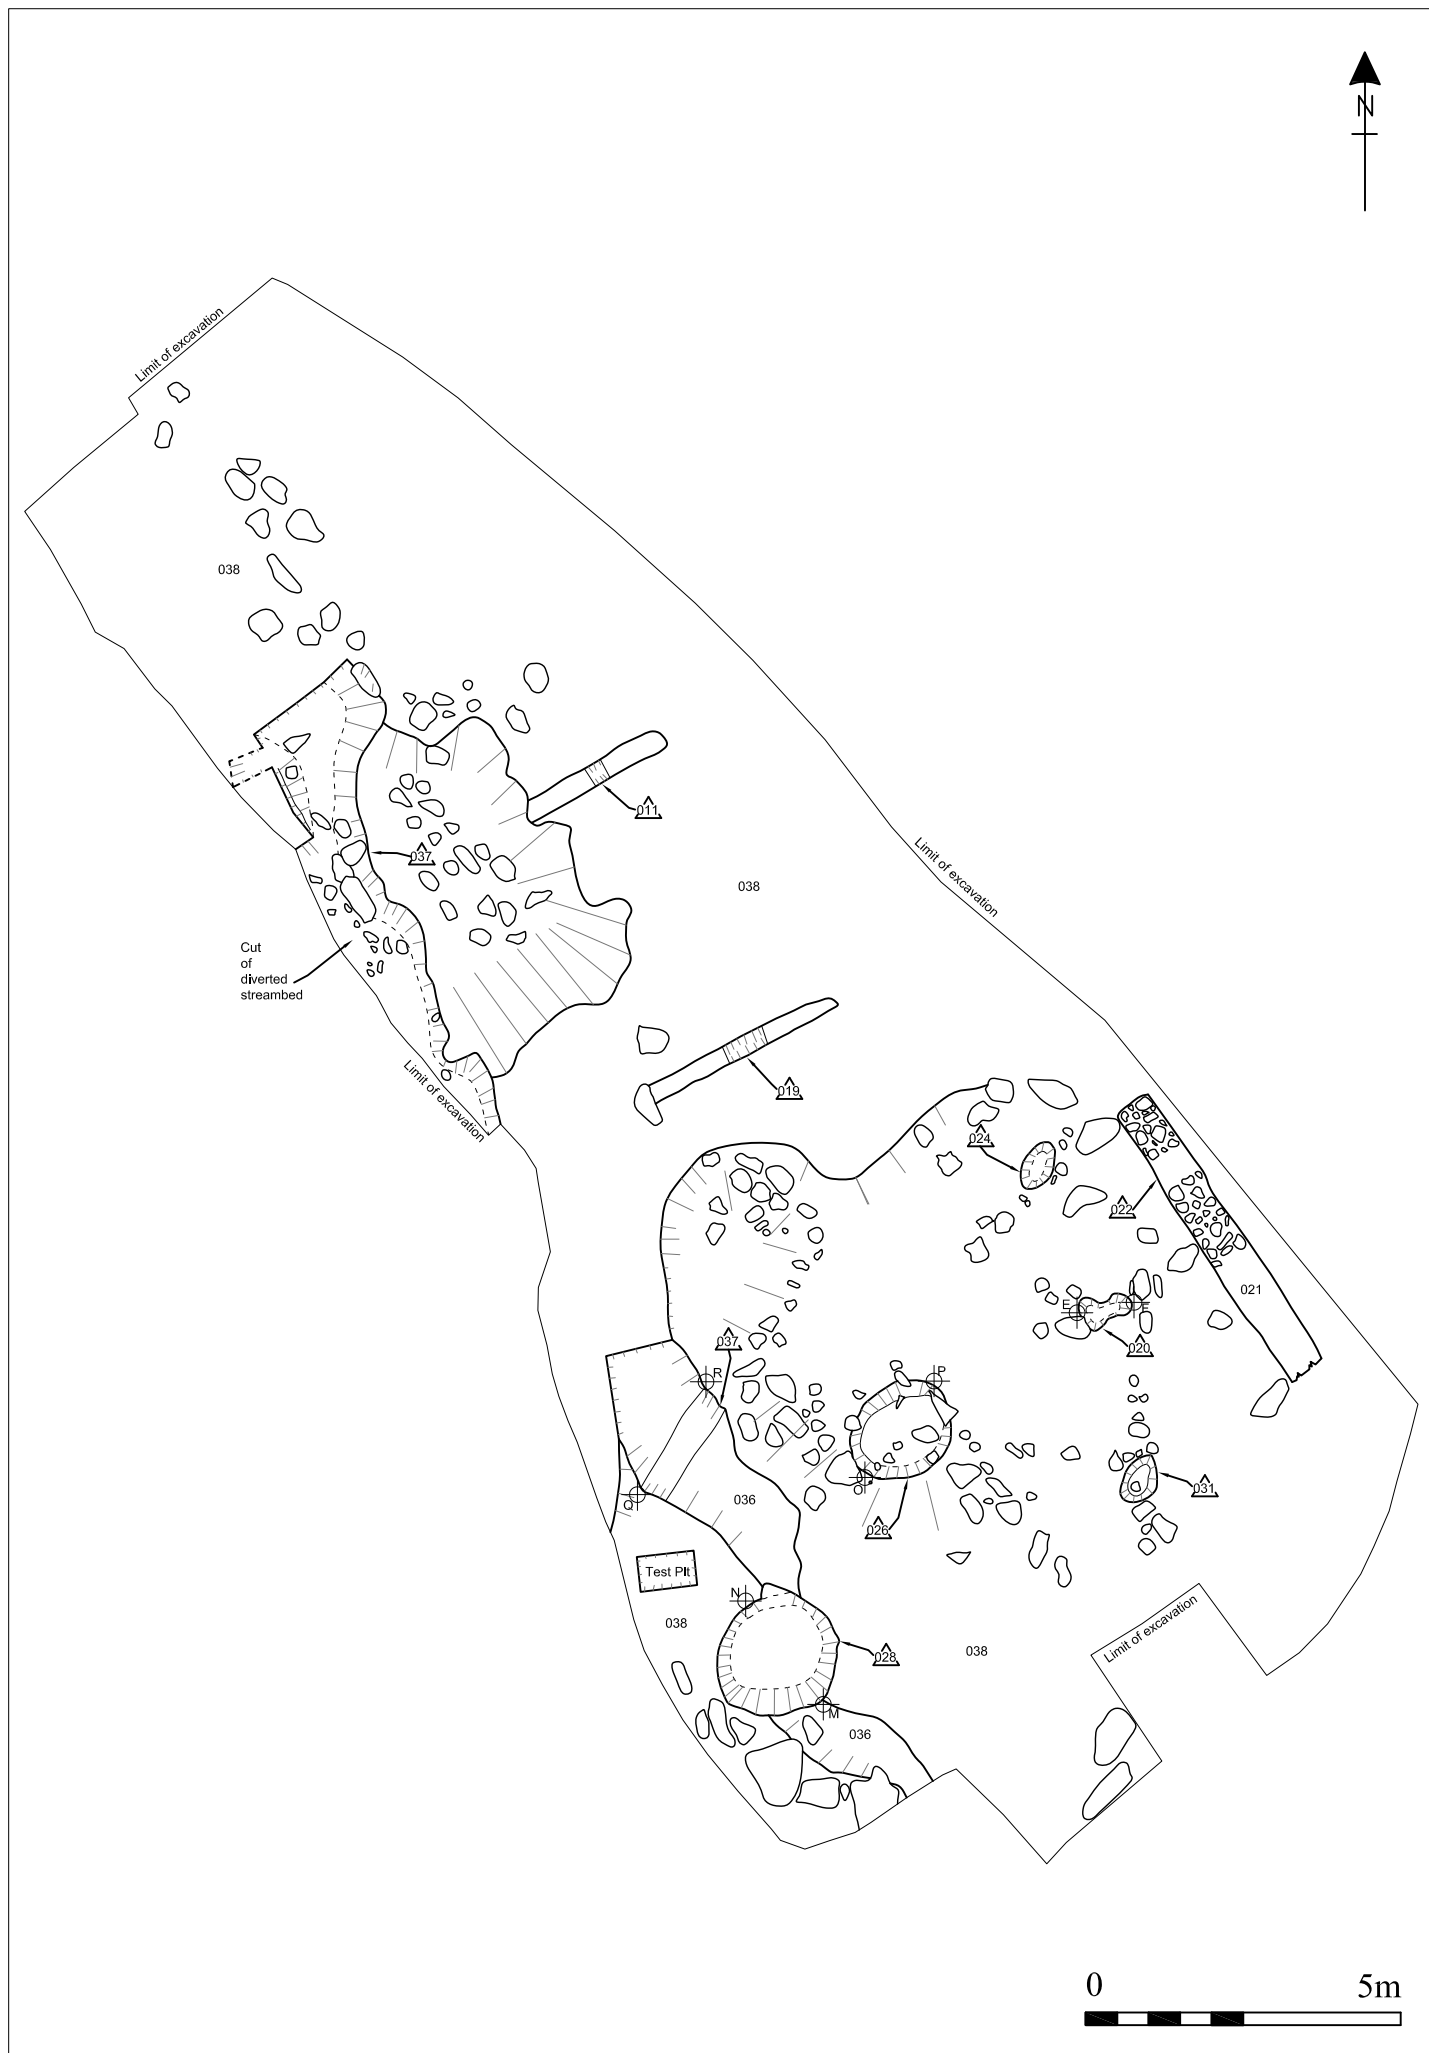 N
Limit of excavation
038
011
037
038
Limit of excavation
Cut
of
diverted
streambed
Limit of excavation
019
024
022
021
E
F
020
037
R
P
036
Q
O
031
026
Test Pit
N
038
028
038
Limit of excavation
M
036
0 5m